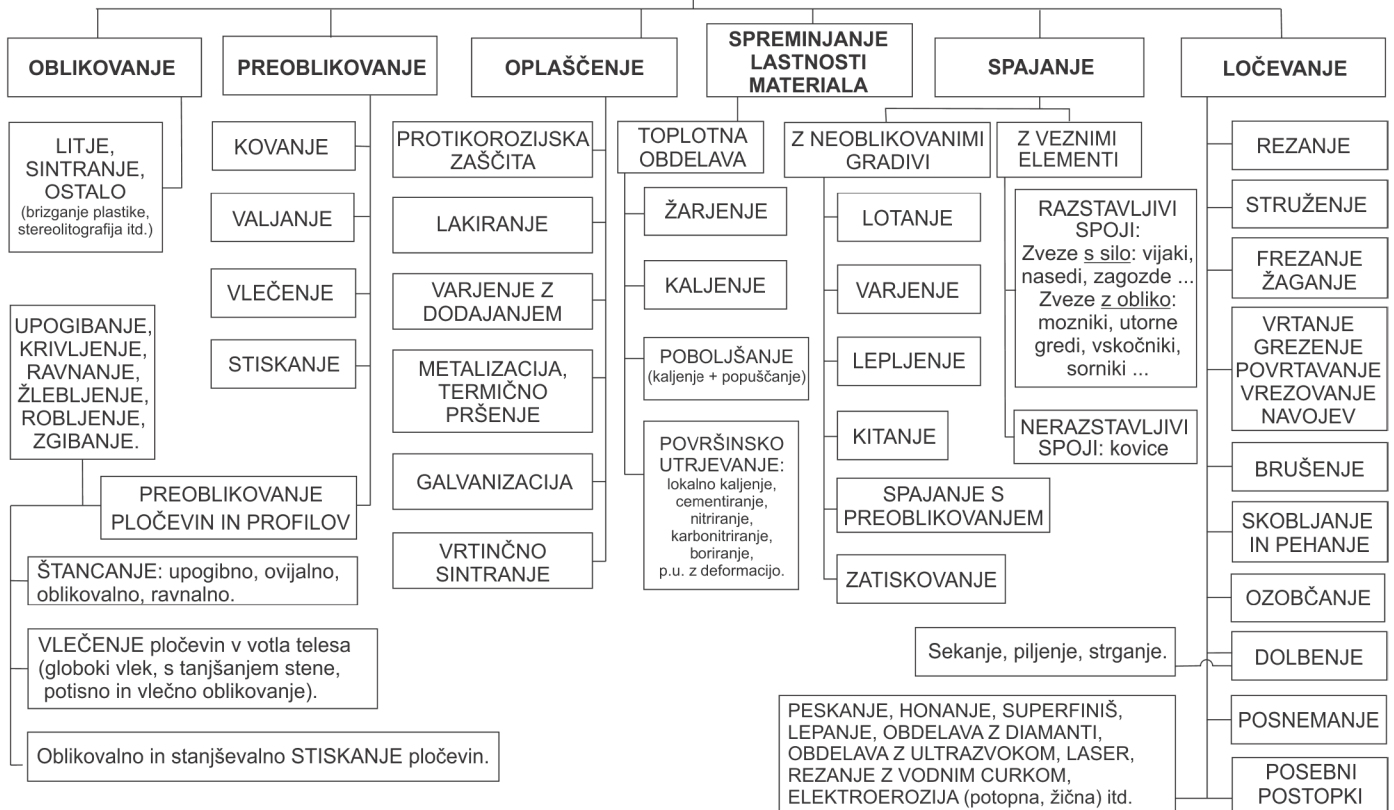 OBLIKOVANJE
LITJE,
SINTRANJE,
OSTALO
(brizganje plastike,
stereolitografija itd.)
PREOBLIKOVANJE
KOVANJE
VALJANJE
VLEČENJE
STISKANJE
PREOBLIKOVANJE
PLOČEVIN IN PROFILOV
UPOGIBANJE,
KRIVLJENJE,
RAVNANJE,
ŽLEBLJENJE,
ROBLJENJE,
ZGIBANJE.
ŠTANCANJE: upogibno, ovijalno,
oblikovalno, ravnalno.
VLEČENJE pločevin v votla telesa
(globoki vlek, s tanjšanjem stene,
potisno in vlečno oblikovanje).
Oblikovalno in stanjševalno STISKANJE pločevin.
OPLAŠČENJE
PROTIKOROZIJSKA
ZAŠČITA
LAKIRANJE
VARJENJE Z
DODAJANJEM
METALIZACIJA,
TERMIČNO
PRŠENJE
GALVANIZACIJA
VRTINČNO
SINTRANJE
SPREMINJANJE
LASTNOSTI
MATERIALA
TOPLOTNA
OBDELAVA
ŽARJENJE
KALJENJE
POBOLJŠANJE
(kaljenje + popuščanje)
POVRŠINSKO
UTRJEVANJE:
lokalno kaljenje,
cementiranje,
nitriranje,
karbonitriranje,
boriranje,
p.u. z deformacijo.
SPAJANJE
Z NEOBLIKOVANIMI
GRADIVI
LOTANJE
VARJENJE
LEPLJENJE
KITANJE
SPAJANJE S
PREOBLIKOVANJEM
ZATISKOVANJE
Z VEZNIMI
ELEMENTI
RAZSTAVLJIVI
SPOJI:
Zveze s silo: vijaki,
nasedi, zagozde ...
Zveze z obliko:
mozniki, utorne
gredi, vskočniki,
sorniki ...
NERAZSTAVLJIVI
SPOJI: kovice
LOČEVANJE
REZANJE
STRUŽENJE
FREZANJE
ŽAGANJE
VRTANJE
GREZENJE
POVRTAVANJE
VREZOVANJE
NAVOJEV
BRUŠENJE
SKOBLJANJE
IN PEHANJE
OZOBČANJE
DOLBENJE
Sekanje, piljenje, strganje.
POSNEMANJE
POSEBNI
POSTOPKI
PESKANJE, HONANJE, SUPERFINIŠ,
LEPANJE, OBDELAVA Z DIAMANTI,
OBDELAVA Z ULTRAZVOKOM, LASER,
REZANJE Z VODNIM CURKOM,
ELEKTROEROZIJA (potopna, žična) itd.